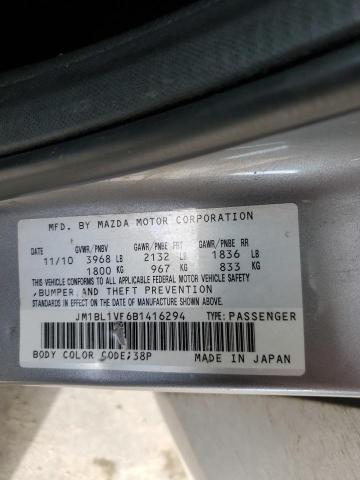 MFD. BY MAZDA MOTOR CORPORATION
DATE GVWR/PNBV GAWR/PNBE FRT GAWR/PNBE RR
11/10 3968 LB 2132 LB 1836 LB
1800 KG 967 KG 833 KG
THIS VEHICLE CONFORMS TO ALL APPLICABLE FEDERAL MOTOR VEHICLE SAFETY
, BUMPER, AND THEFT PREVENTION
STANDARDS IN EFFECT ON THE DATE OF MANUFACTURE SHOWN ABOVE.
JM1BL1VF6B1416294 TYPE: PASSENGER
BODY COLOR CODE:38P MADE IN JAPAN